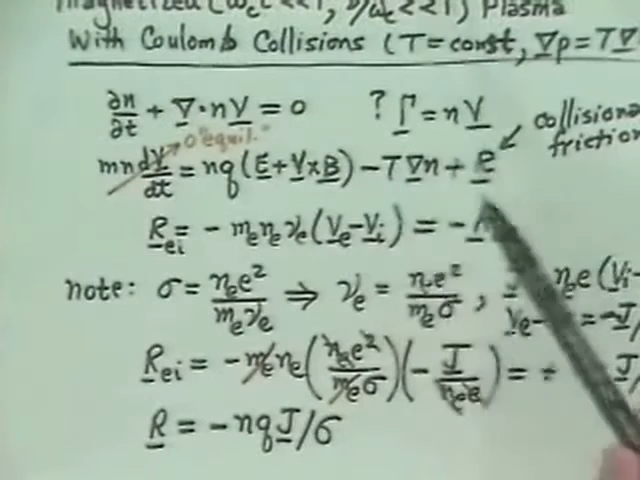 Magnetized (ω_c τ << 1, ν/ω_c << 1) Plasma
With Coulomb Collisions (T = const, ∇p = T∇
∂n/∂t + ∇·nV = 0 ? Γ = nV
0 "equil." collisional friction
mn dV/dt = nq(E + V×B) − T∇n + R
R_ei = − m_e n_e ν_e (V_e − V_i) = −
note: σ = n_e e²/m_e ν_e ⇒ ν_e = n_e e²/m_e σ, = n_e e (V_i −
V_e − = −J/
R_ei = − m_e n_e (n_e e²/m_e σ)(− J/n_e e) = + J/
R = − nqJ/σ